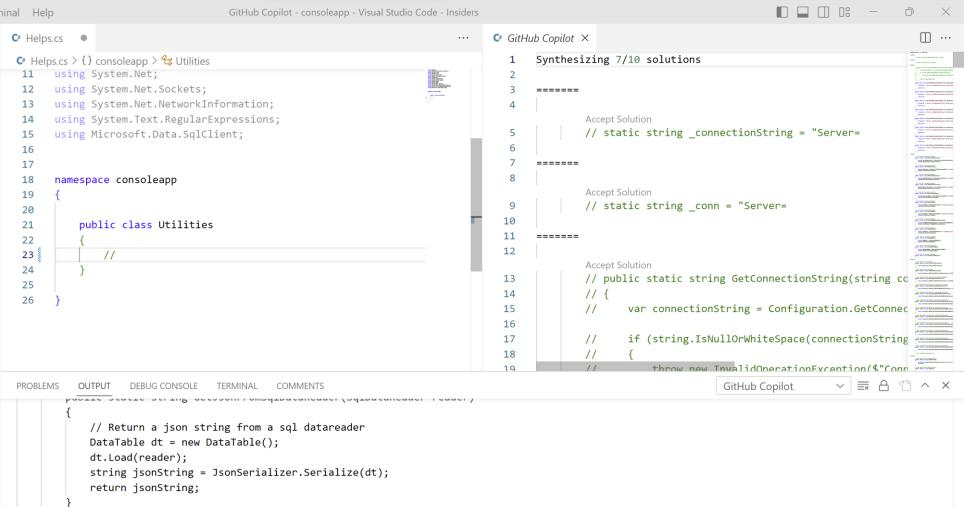 Help
GitHub Copilot - consoleapp - Visual Studio Code - Insiders
Helps.cs
Helps.cs > {} consoleapp > Utilities
11 using System.Net;
12 using System.Net.Sockets;
13 using System.Net.NetworkInformation;
14 using System.Text.RegularExpressions;
15 using Microsoft.Data.SqlClient;
16
17
18 namespace consoleapp
19 {
20
21 public class Utilities
22 {
23 //
24 }
25
26 }
GitHub Copilot
1 Synthesizing 7/10 solutions
2
3 =======
4
Accept Solution
5 // static string _connectionString = "Server=
6
7 =======
8
Accept Solution
9 // static string _conn = "Server=
10
11 =======
12
Accept Solution
13 // public static string GetConnectionString(string co
14 // {
15 // var connectionString = Configuration.GetConnec
16
17 // if (string.IsNullOrWhiteSpace(connectionString
18 // {
19 // throw new InvalidOperationException($"Conn
PROBLEMS OUTPUT DEBUG CONSOLE TERMINAL COMMENTS
GitHub Copilot
public static string GetJsonFromSqlDataReader(SqlDataReader reader)
{
// Return a json string from a sql datareader
DataTable dt = new DataTable();
dt.Load(reader);
string jsonString = JsonSerializer.Serialize(dt);
return jsonString;
}